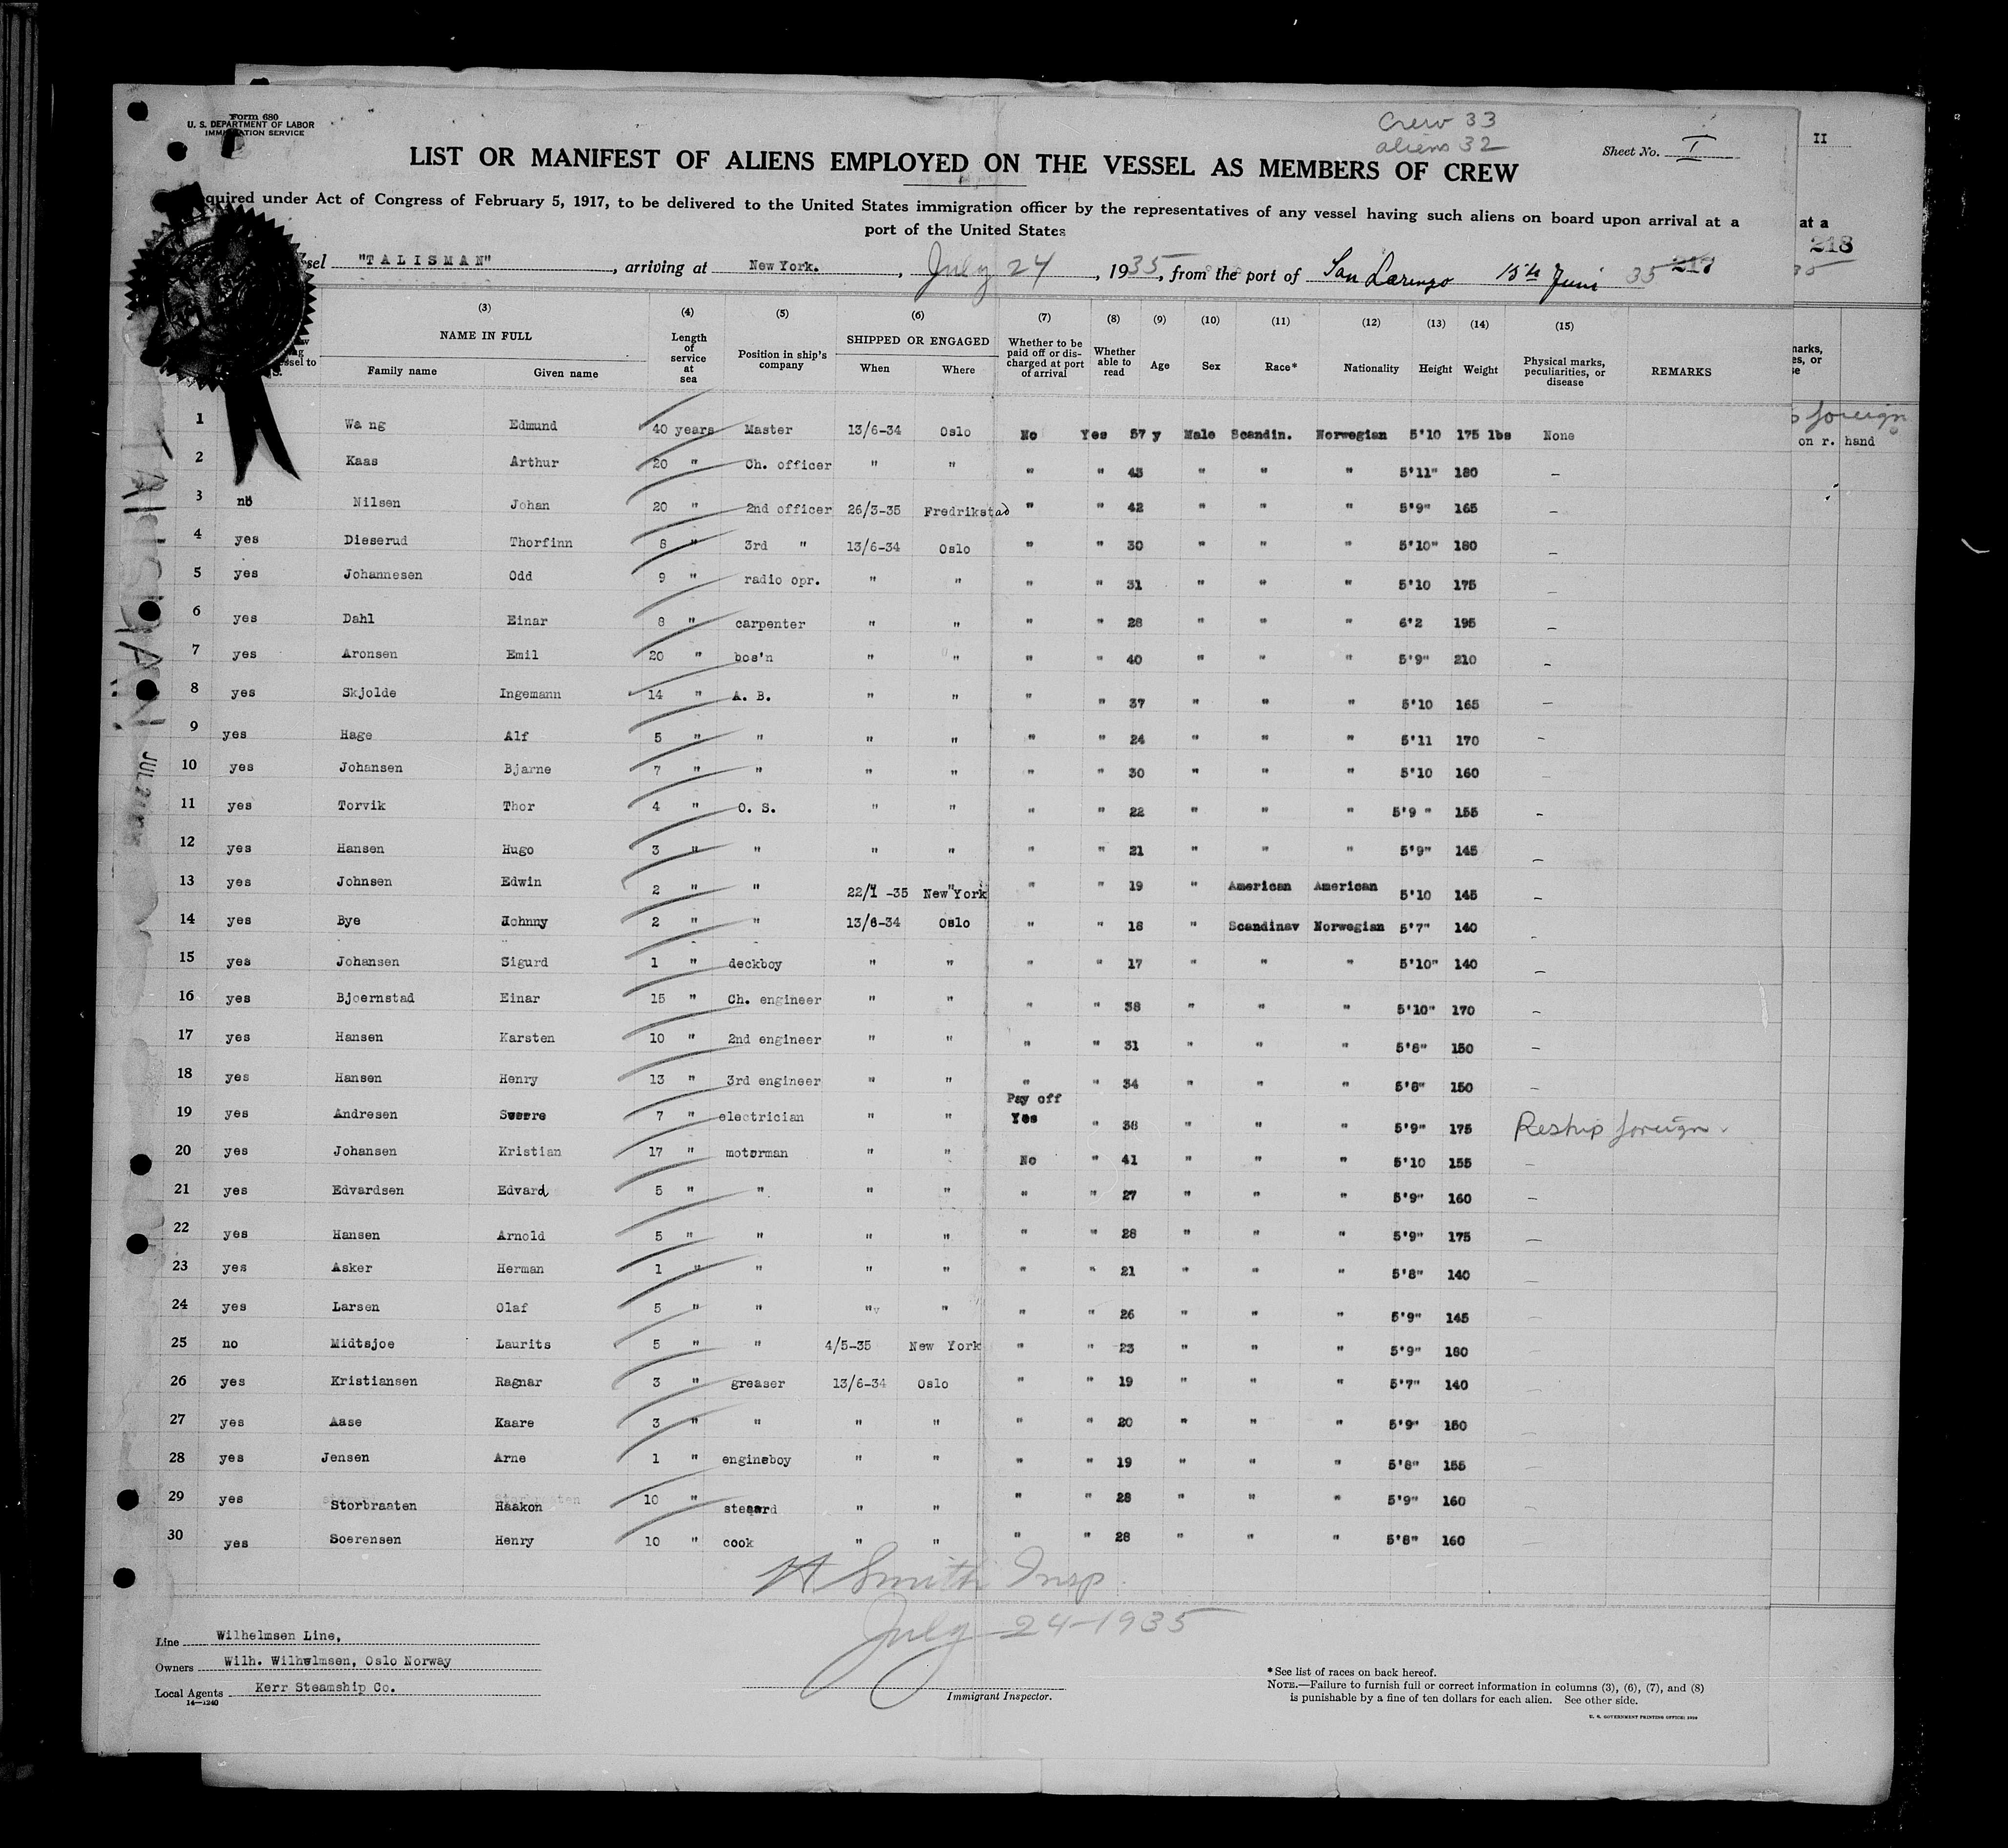 Form 680
U. S. DEPARTMENT OF LABOR
IMMIGRATION SERVICE
Crew 33
aliens 32
Sheet No. I
II
LIST OR MANIFEST OF ALIENS EMPLOYED ON THE VESSEL AS MEMBERS OF CREW
quired under Act of Congress of February 5, 1917, to be delivered to the United States immigration officer by the representatives of any vessel having such aliens on board upon arrival at a
port of the United States
at a
218
sel "TALISMAN", arriving at New York., July 24, 1935, from the port of San Lorenzo 15th Juni 35 217
(3) (4) (5) (6) (7) (8) (9) (10) (11) (12) (13) (14) (15)
NAME IN FULL Family name Given name
Length of service at sea
Position in ship's company
SHIPPED OR ENGAGED When Where
Whether to be paid off or discharged at port of arrival
Whether able to read
Age Sex Race* Nationality Height Weight
Physical marks, peculiarities, or disease
REMARKS
1 Wang Edmund 40 years Master 13/6-34 Oslo No Yes 57 y Male Scandin. Norwegian 5'10 175 lbs None
foreign
on r. hand
2 Kaas Arthur 20 " Ch. officer " " " " 43 " " " 5'11" 180 –
3 no Nilsen Johan 20 " 2nd officer 26/3-35 Fredrikstad " " 42 " " " 5'9" 165 –
4 yes Dieserud Thorfinn 8 " 3rd " 13/6-34 Oslo " " 30 " " " 5'10" 180 –
5 yes Johannesen Odd 9 " radio opr. " " " " 31 " " " 5'10 175 –
6 yes Dahl Einar 8 " carpenter " " " " 28 " " " 6'2 195 –
7 yes Aronsen Emil 20 " bos'n " " " " 40 " " " 5'9" 210 –
8 yes Skjolde Ingemann 14 " A. B. " " " " 37 " " " 5'10 165 –
9 yes Hage Alf 5 " " " " " " 24 " " " 5'11 170 –
10 yes Johansen Bjarne 7 " " " " " " 30 " " " 5'10 160 –
11 yes Torvik Thor 4 " O. S. " " " " 22 " " " 5'9 " 155 –
12 yes Hansen Hugo 3 " " " " " " 21 " " " 5'9" 145 –
13 yes Johnsen Edwin 2 " " 22/1 -35 New York " " 19 " American American 5'10 145 –
14 yes Bye Johnny 2 " " 13/6-34 Oslo " " 18 " Scandinav Norwegian 5'7" 140 –
15 yes Johansen Sigurd 1 " deckboy " " " " 17 " " " 5'10" 140 –
16 yes Bjoernstad Einar 15 " Ch. engineer " " " " 38 " " " 5'10" 170 –
17 yes Hansen Karsten 10 " 2nd engineer " " " " 31 " " " 5'8" 150 –
18 yes Hansen Henry 13 " 3rd engineer " " " " 34 " " " 5'8" 150 –
19 yes Andresen Sverre 7 " electrician " " Pay off Yes " 38 " " " 5'9" 175 Reship foreign
20 yes Johansen Kristian 17 " motorman " " No " 41 " " " 5'10 155 –
21 yes Edvardsen Edvard 5 " " " " " " 27 " " " 5'9" 160 –
22 yes Hansen Arnold 5 " " " " " " 28 " " " 5'9" 175 –
23 yes Asker Herman 1 " " " " " " 21 " " " 5'8" 140 –
24 yes Larsen Olaf 5 " " " " " " 26 " " " 5'9" 145 –
25 no Midtsjoe Laurits 5 " " 4/5-35 New York " " 23 " " " 5'9" 180 –
26 yes Kristiansen Ragnar 3 " greaser 13/6-34 Oslo " " 19 " " " 5'7" 140 –
27 yes Aase Kaare 3 " " " " " " 20 " " " 5'9" 150 –
28 yes Jensen Arne 1 " engineboy " " " " 19 " " " 5'8" 155 –
29 yes Storbraaten Haakon 10 " steward " " " " 28 " " " 5'9" 160 –
30 yes Soerensen Henry 10 " cook " " " " 28 " " " 5'8" 160 –
TALISMAN JUL 2
H Smith Insp.
July 24-1935
Immigrant Inspector.
Line Wilhelmsen Line,
Owners Wilh. Wilhelmsen, Oslo Norway
Local Agents Kerr Steamship Co.
14—1240
* See list of races on back hereof.
NOTE.—Failure to furnish full or correct information in columns (3), (6), (7), and (8)
is punishable by a fine of ten dollars for each alien. See other side.
U. S. GOVERNMENT PRINTING OFFICE: